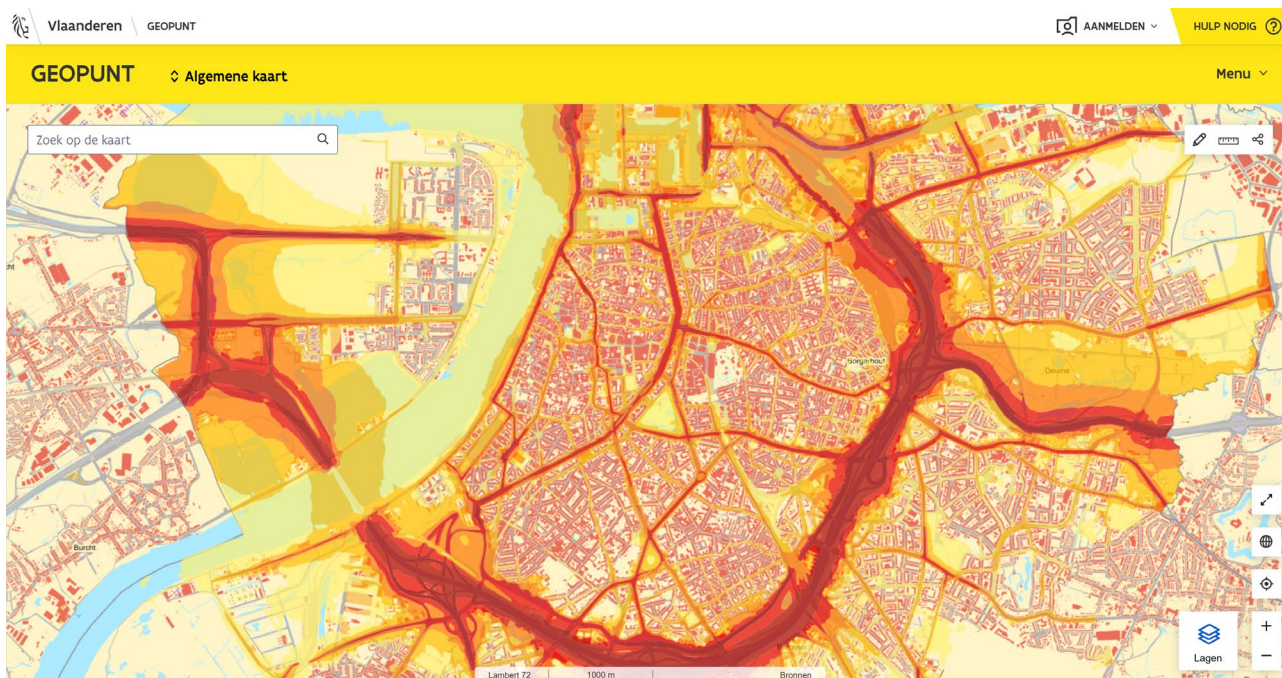 Vlaanderen GEOPUNT AANMELDEN HULP NODIG
GEOPUNT Algemene kaart Menu
Zoek op de kaart
Borgerhout
Deurne
Burcht
Lagen
Lambert 72 1000 m Bronnen